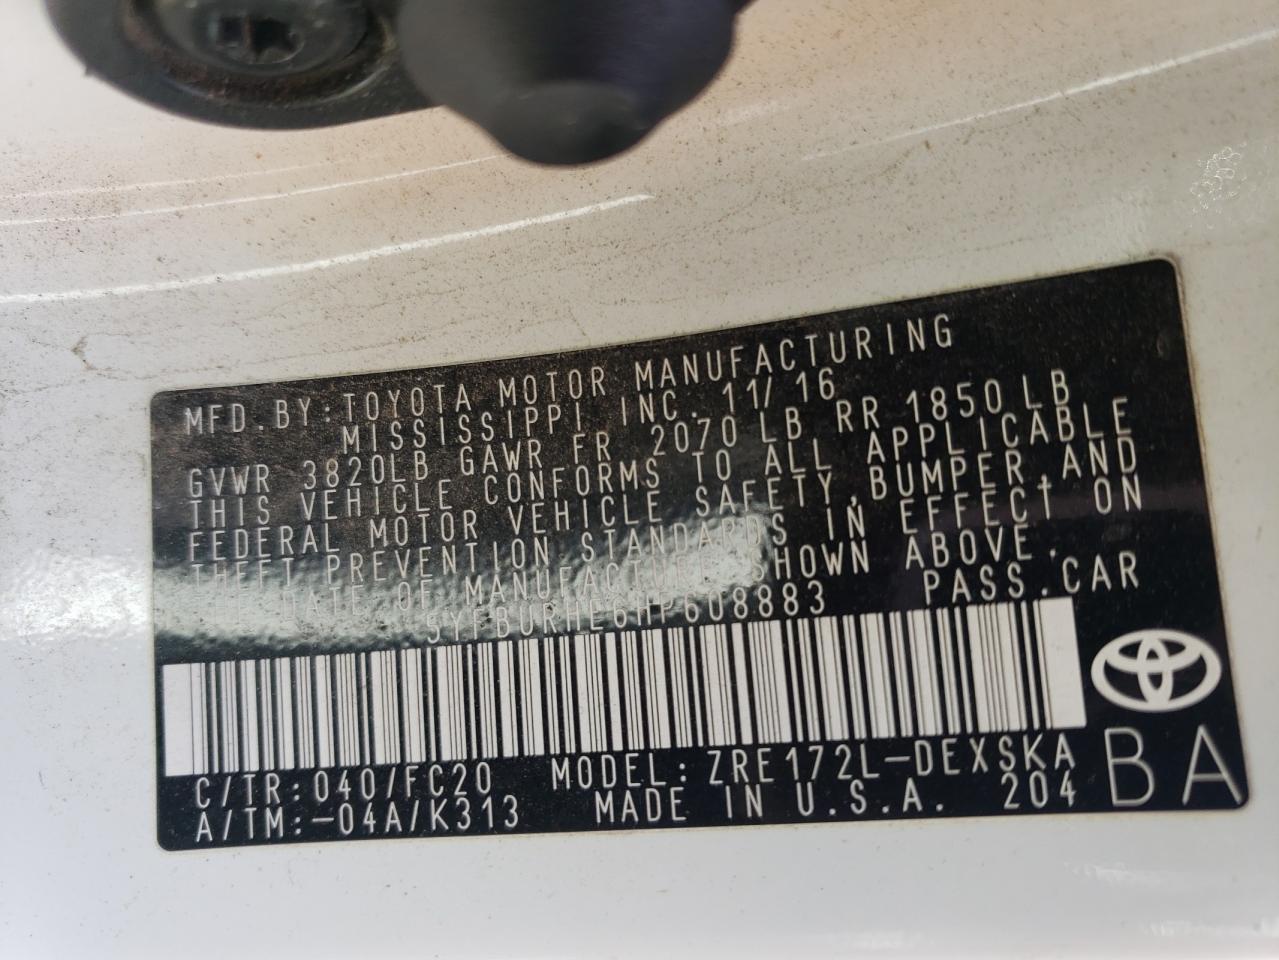 MFD.BY:TOYOTA MOTOR MANUFACTURING
MISSISSIPPI INC. 11/16
GVWR 3820LB GAWR FR 2070 LB RR 1850 LB
THIS VEHICLE CONFORMS TO ALL APPLICABLE
FEDERAL MOTOR VEHICLE SAFETY,BUMPER,AND
THEFT PREVENTION STANDARDS IN EFFECT ON
THE DATE OF MANUFACTURE SHOWN ABOVE.
5YFBURHE6HP608883 PASS.CAR
C/TR:040/FC20 MODEL:ZRE172L-DEXSKA
A/TM:-04A/K313 MADE IN U.S.A. 204
BA